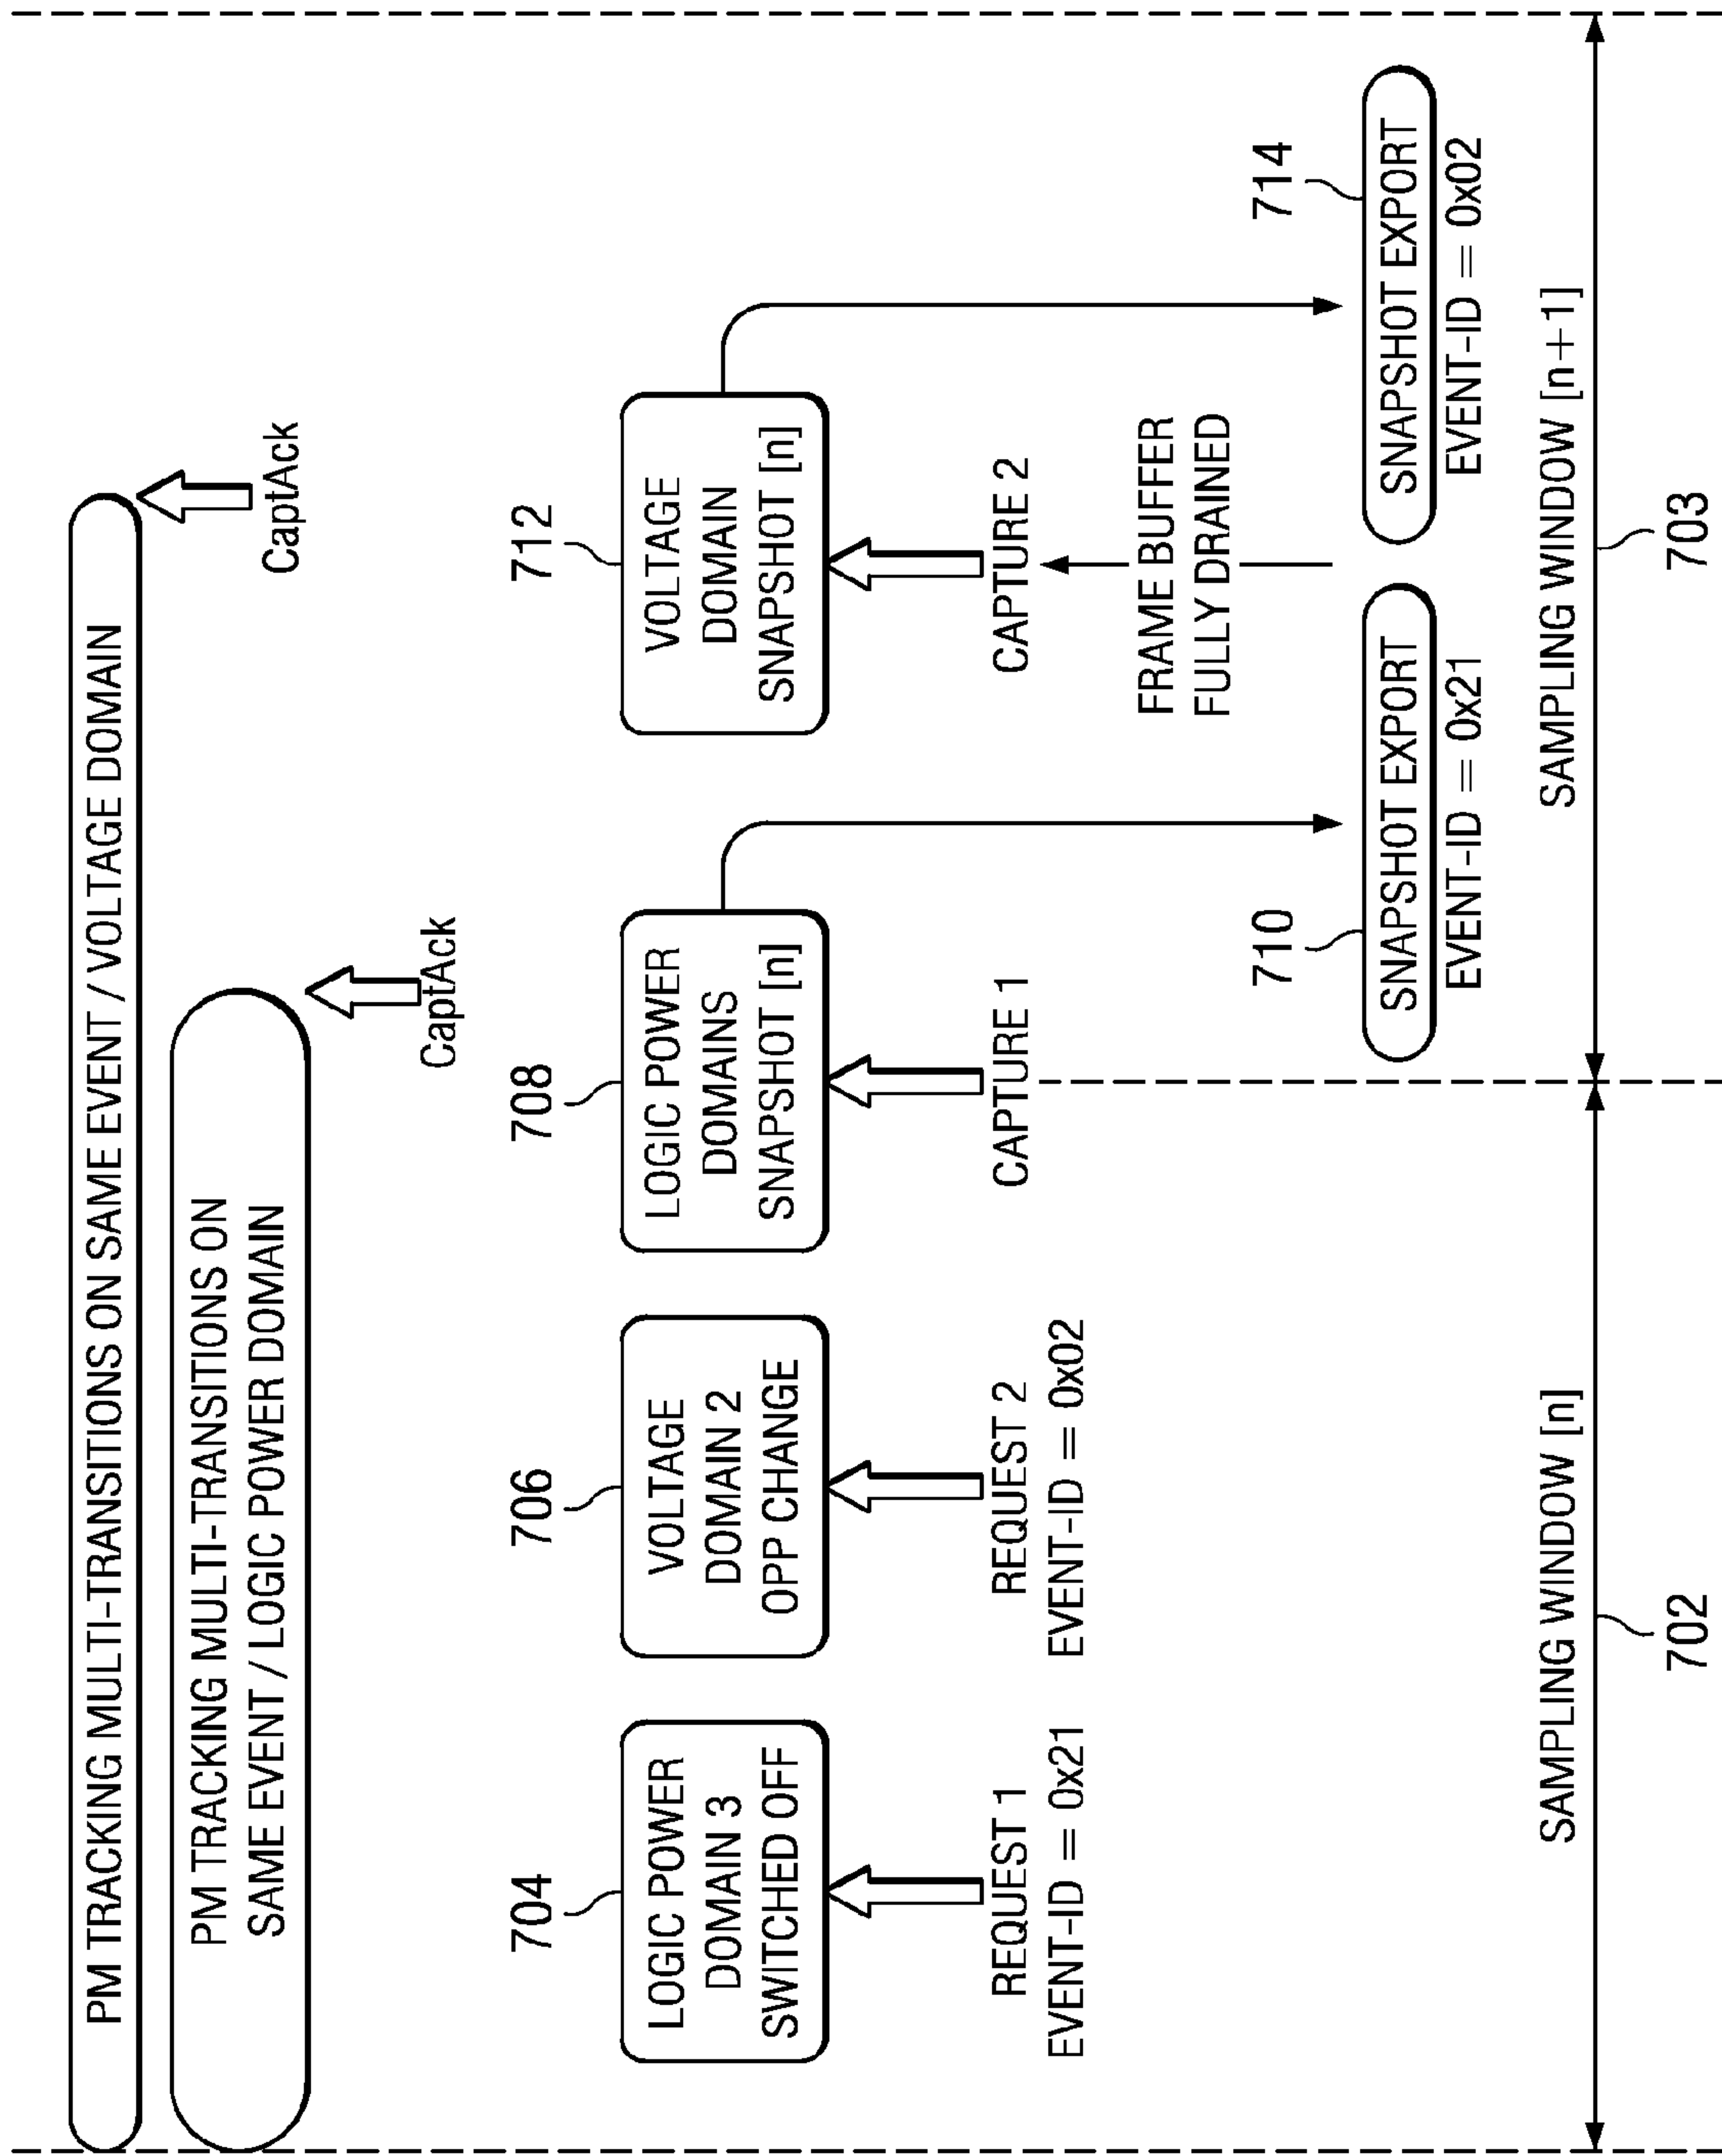 PM TRACKING MULTI-TRANSITIONS ON SAME EVENT / VOLTAGE DOMAIN
CaptAck
PM TRACKING MULTI-TRANSITIONS ON
SAME EVENT / LOGIC POWER DOMAIN
CaptAck
704
LOGIC POWER
DOMAIN 3
SWITCHED OFF
REQUEST 1
EVENT-ID = 0x21
706
VOLTAGE
DOMAIN 2
OPP CHANGE
REQUEST 2
EVENT-ID = 0x02
708
LOGIC POWER
DOMAINS
SNAPSHOT [n]
CAPTURE 1
712
VOLTAGE
DOMAIN
SNAPSHOT [n]
CAPTURE 2
FRAME BUFFER
FULLY DRAINED
710
SNAPSHOT EXPORT
EVENT-ID = 0x21
714
SNAPSHOT EXPORT
EVENT-ID = 0x02
SAMPLING WINDOW [n]
702
SAMPLING WINDOW [n+1]
703